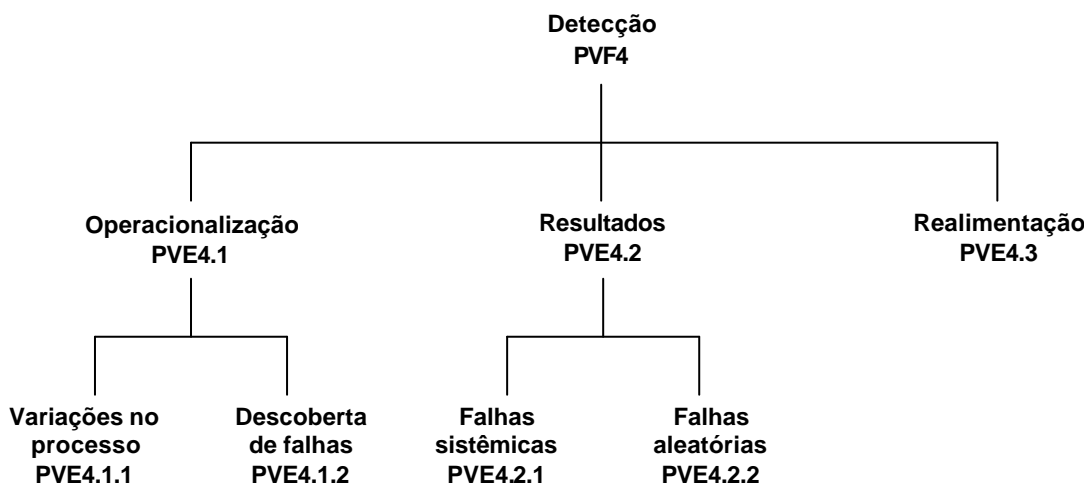 Detecção
PVF4
Operacionalização
PVE4.1
Resultados
PVE4.2
Realimentação
PVE4.3
Variações no
processo
PVE4.1.1
Descoberta
de falhas
PVE4.1.2
Falhas
sistêmicas
PVE4.2.1
Falhas
aleatórias
PVE4.2.2